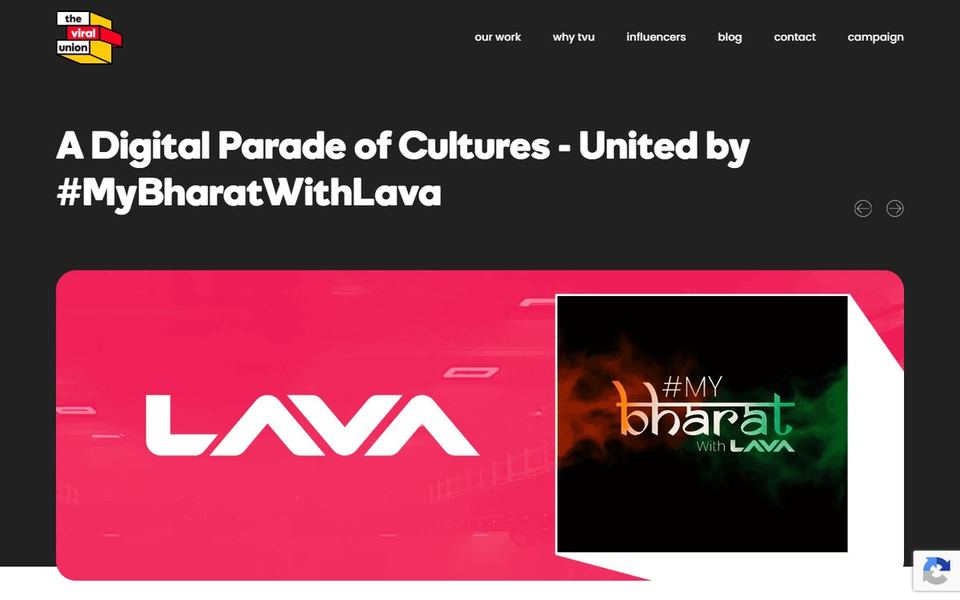 the
viral
union
our work
why tvu
influencers
blog
contact
campaign
A Digital Parade of Cultures - United by
#MyBharatWithLava
LAVA
#MY
bharat
With LAVA